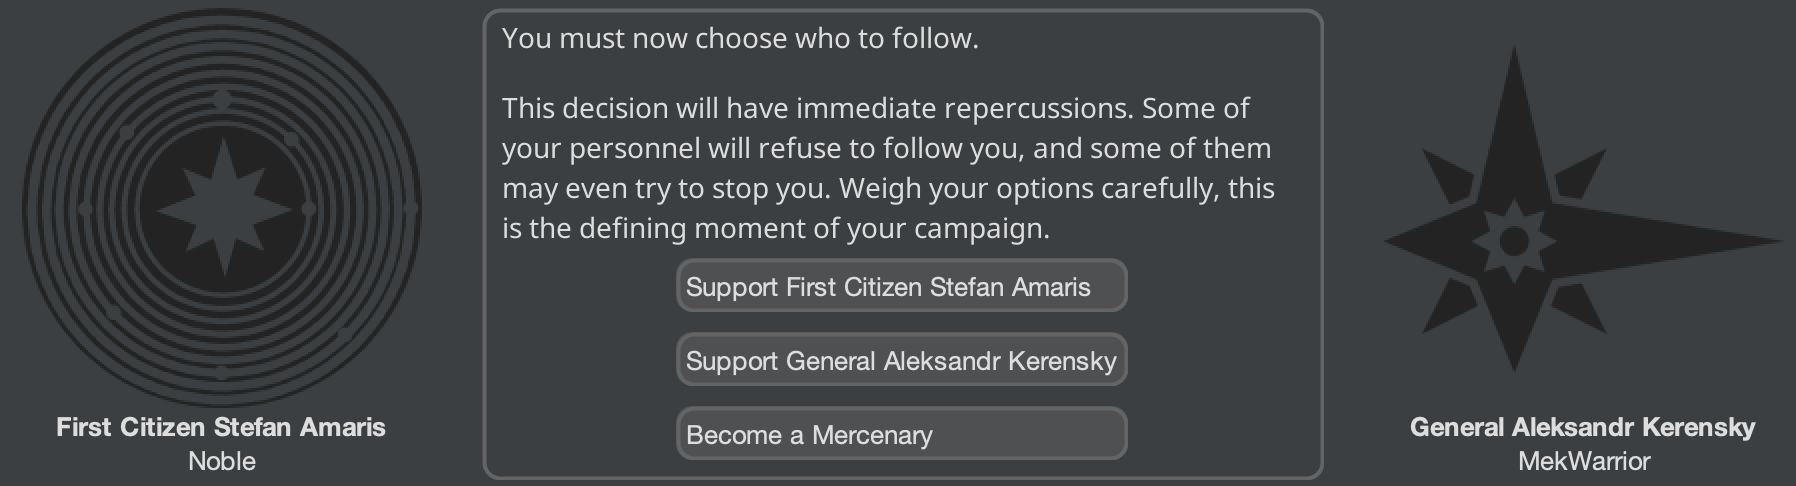 You must now choose who to follow.
This decision will have immediate repercussions. Some of
your personnel will refuse to follow you, and some of them
may even try to stop you. Weigh your options carefully, this
is the defining moment of your campaign.
Support First Citizen Stefan Amaris
Support General Aleksandr Kerensky
Become a Mercenary
First Citizen Stefan Amaris
Noble
General Aleksandr Kerensky
MekWarrior